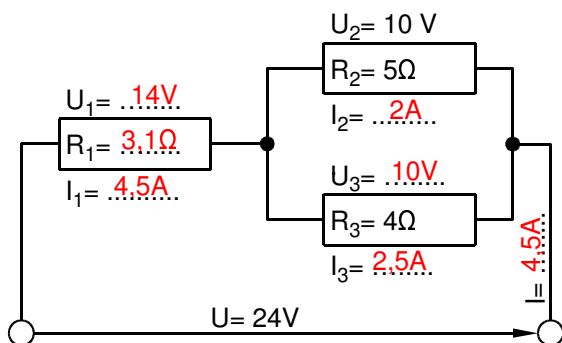 U2= 10 V
R2= 5Ω
I2= 2A
U1= 14V
R1= 3,1Ω
I1= 4,5A
U3= 10V
R3= 4Ω
I3= 2,5A
I= 4,5A
U= 24V